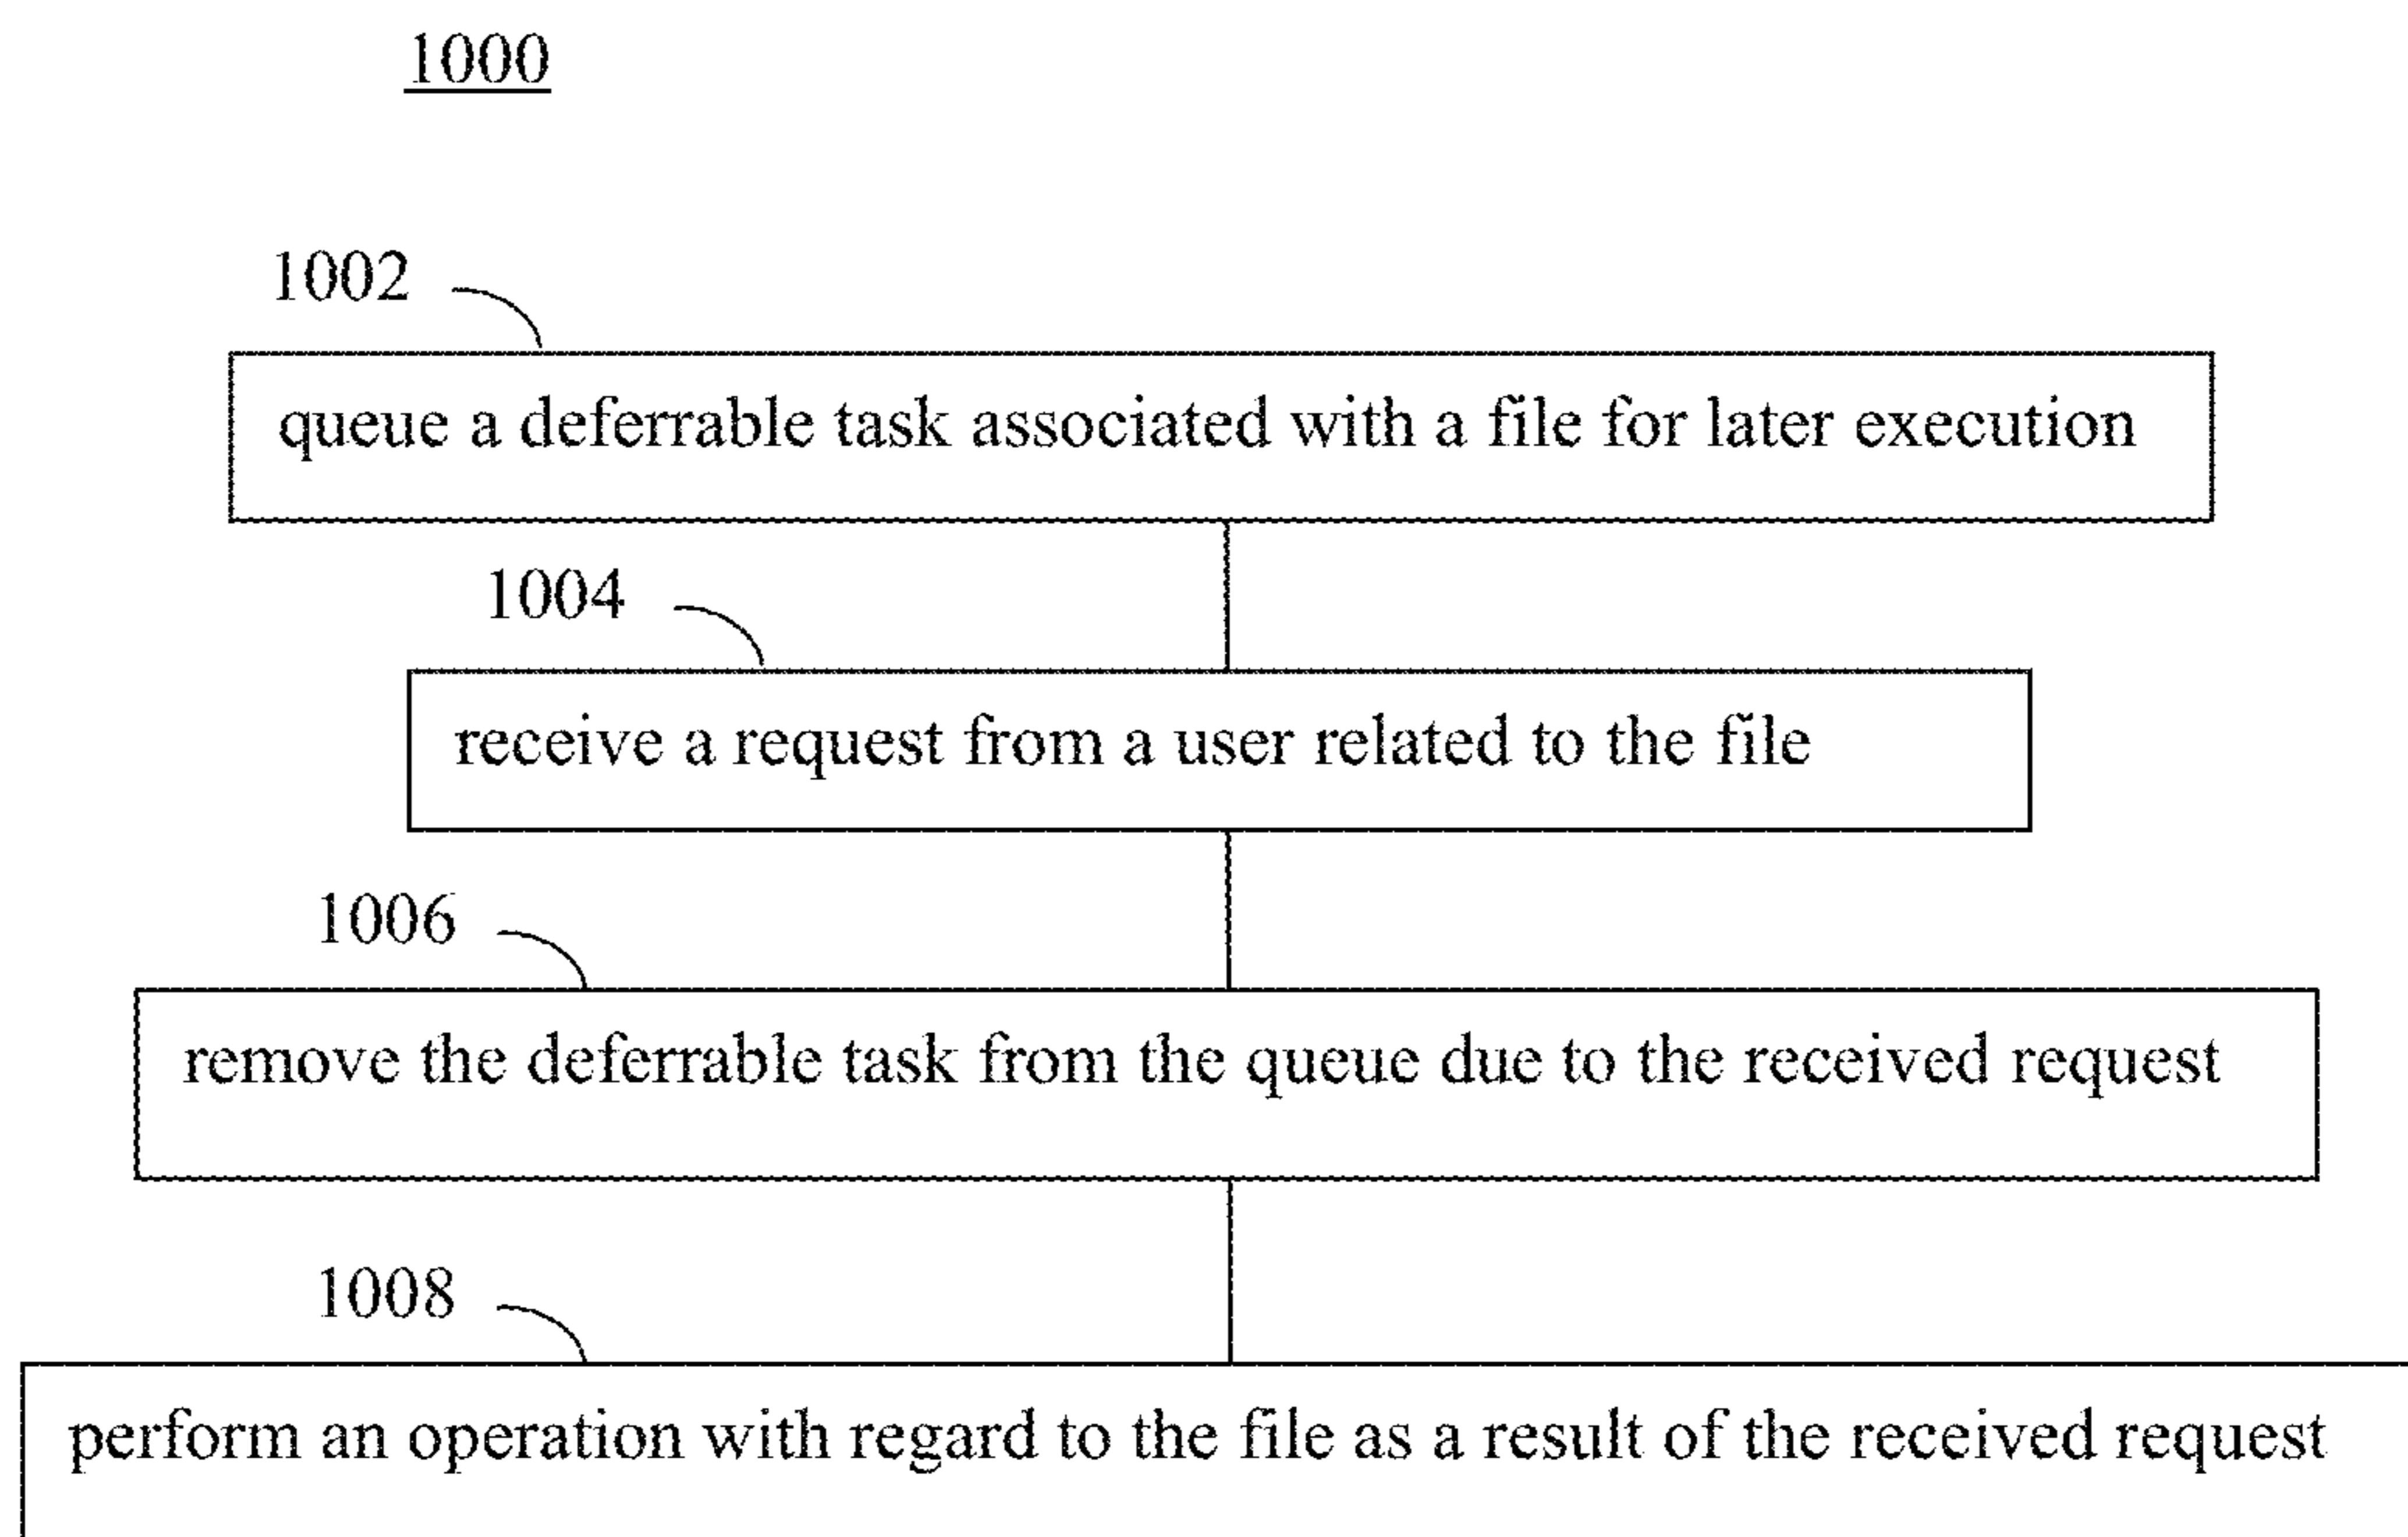 1000
1002
queue a deferrable task associated with a file for later execution
1004
receive a request from a user related to the file
1006
remove the deferrable task from the queue due to the received request
1008
perform an operation with regard to the file as a result of the received request